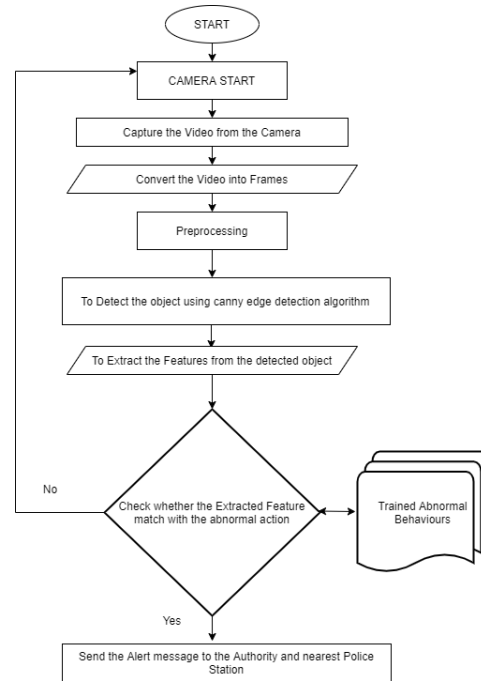 START
CAMERA START
Capture the Video from the Camera
Convert the Video into Frames
Preprocessing
To Detect the object using canny edge detection algorithm
To Extract the Features from the detected object
No
Check whether the Extracted Feature
match with the abnormal action
Trained Abnormal
Behaviours
Yes
Send the Alert message to the Authority and nearest Police
Station